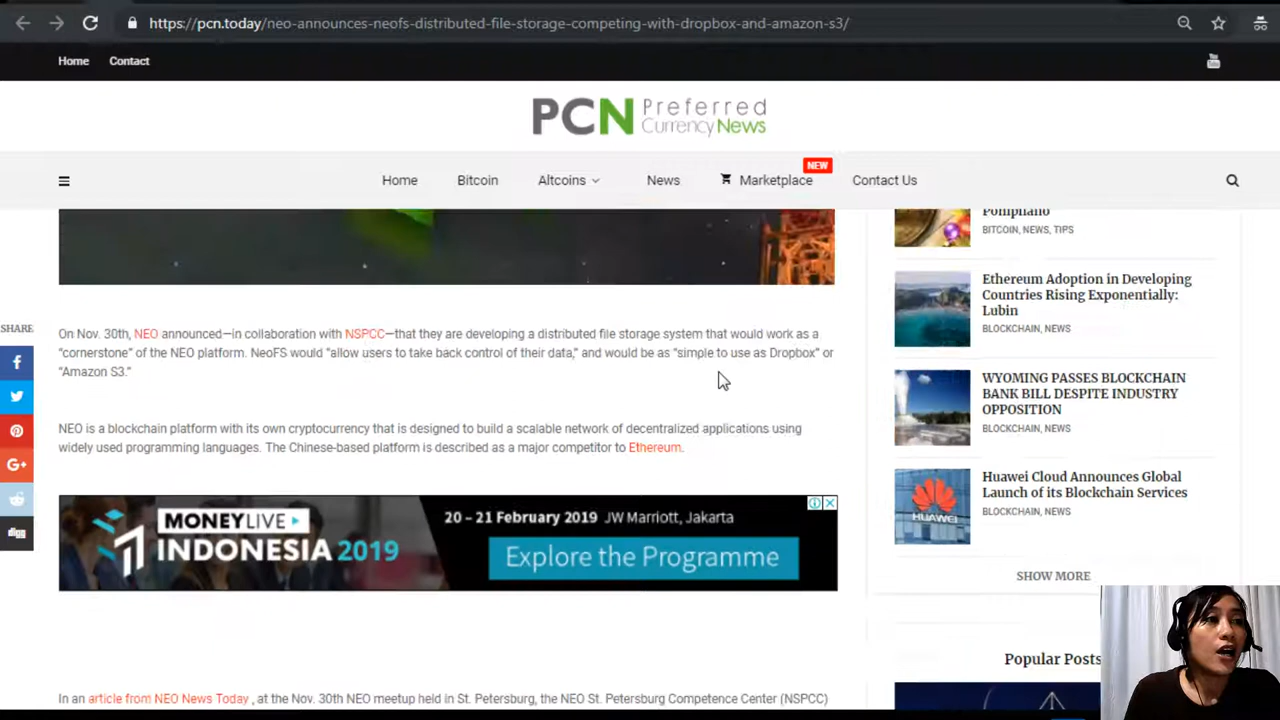 https://pcn.today/neo-announces-neofs-distributed-file-storage-competing-with-dropbox-and-amazon-s3/
Home Contact
PCN Preferred
Currency News
Home Bitcoin Altcoins News Marketplace NEW Contact Us
SHARE
On Nov. 30th, NEO announced—in collaboration with NSPCC—that they are developing a distributed file storage system that would work as a
“cornerstone” of the NEO platform. NeoFS would “allow users to take back control of their data,” and would be as “simple to use as Dropbox” or
“Amazon S3.”
NEO is a blockchain platform with its own cryptocurrency that is designed to build a scalable network of decentralized applications using
widely used programming languages. The Chinese-based platform is described as a major competitor to Ethereum.
MONEYLIVE
INDONESIA 2019
20 – 21 February 2019 JW Marriott, Jakarta
Explore the Programme
In an article from NEO News Today , at the Nov. 30th NEO meetup held in St. Petersburg, the NEO St. Petersburg Competence Center (NSPCC)
Pompliano
BITCOIN, NEWS, TIPS
Ethereum Adoption in Developing
Countries Rising Exponentially:
Lubin
BLOCKCHAIN, NEWS
WYOMING PASSES BLOCKCHAIN
BANK BILL DESPITE INDUSTRY
OPPOSITION
BLOCKCHAIN, NEWS
HUAWEI
Huawei Cloud Announces Global
Launch of its Blockchain Services
BLOCKCHAIN, NEWS
SHOW MORE
Popular Posts
digg